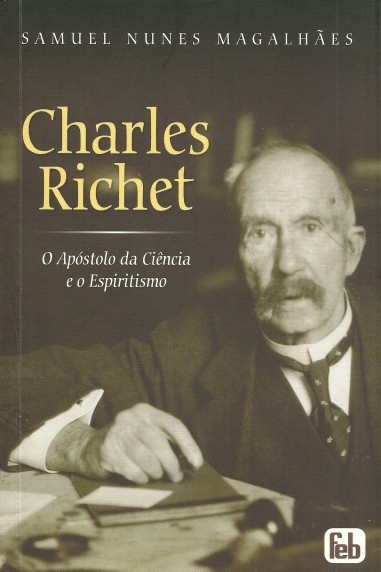 SAMUEL NUNES MAGALHÃES
Charles
Richet
O Apóstolo da Ciência
e o Espiritismo
feb